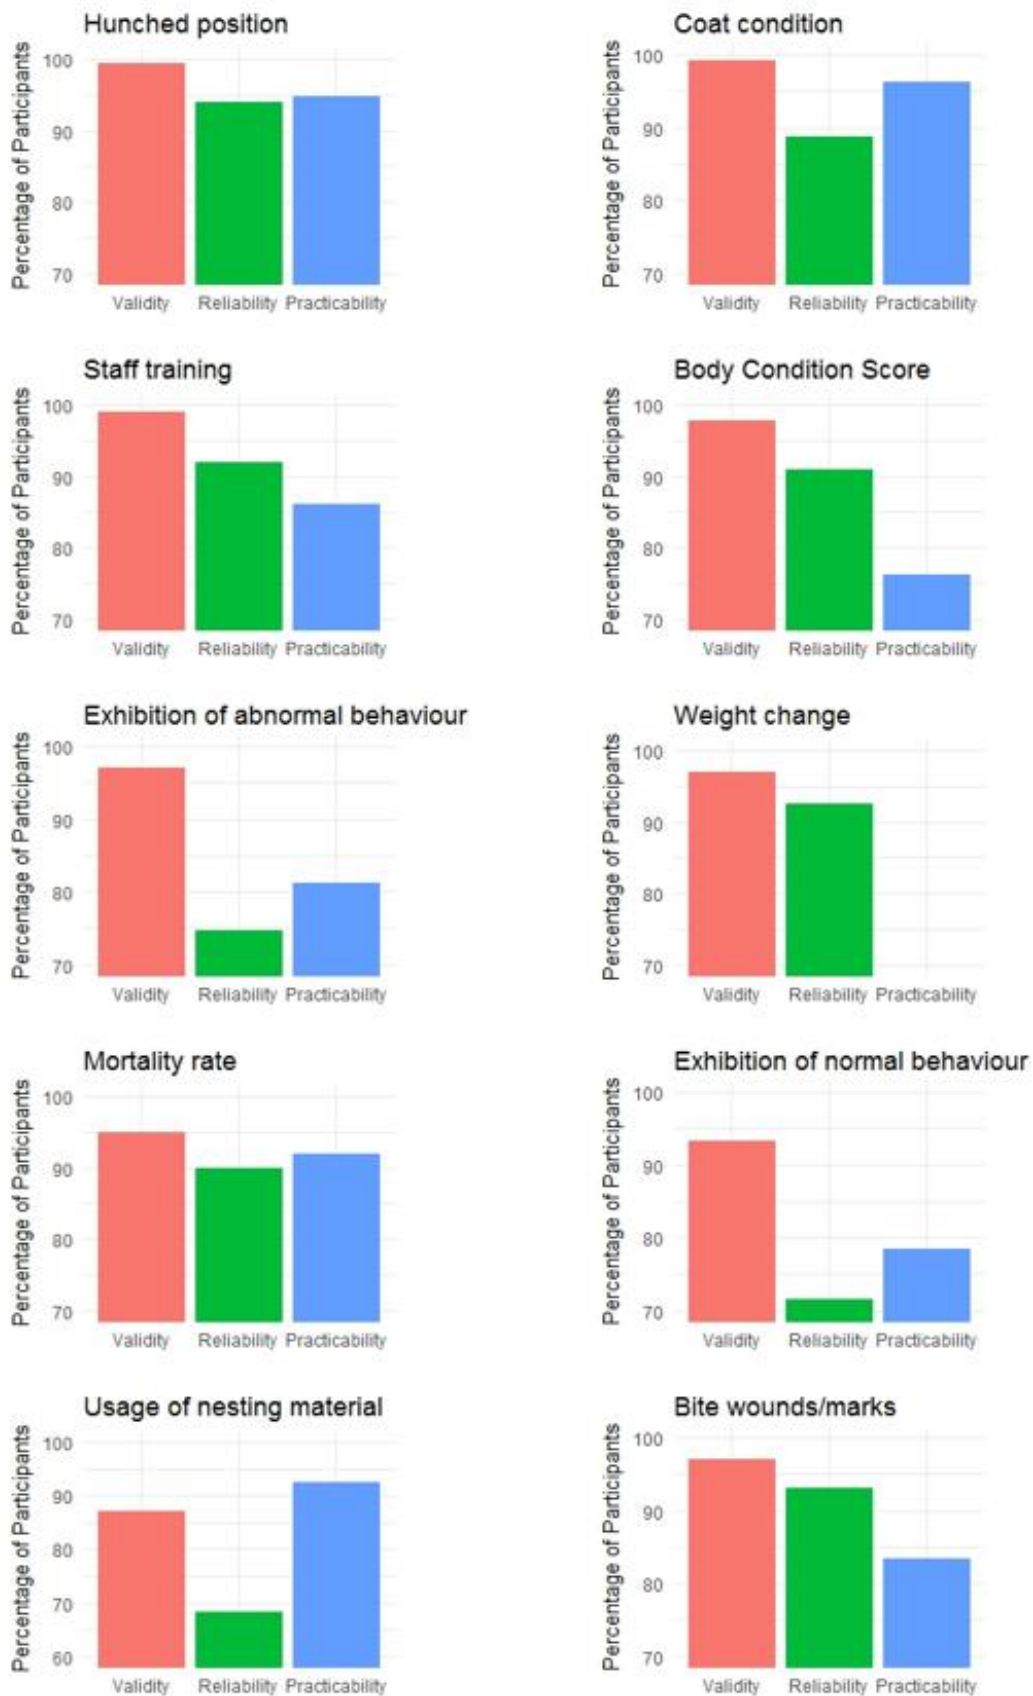 Hunched position
Percentage of Participants
100
90
80
70
Validity Reliability Practicability
Coat condition
Percentage of Participants
100
90
80
70
Validity Reliability Practicability
Staff training
Percentage of Participants
100
90
80
70
Validity Reliability Practicability
Body Condition Score
Percentage of Participants
100
90
80
70
Validity Reliability Practicability
Exhibition of abnormal behaviour
Percentage of Participants
100
90
80
70
Validity Reliability Practicability
Weight change
Percentage of Participants
100
90
80
70
Validity Reliability Practicability
Mortality rate
Percentage of Participants
100
90
80
70
Validity Reliability Practicability
Exhibition of normal behaviour
Percentage of Participants
100
90
80
70
Validity Reliability Practicability
Usage of nesting material
Percentage of Participants
100
90
80
70
60
Validity Reliability Practicability
Bite wounds/marks
Percentage of Participants
100
90
80
70
Validity Reliability Practicability